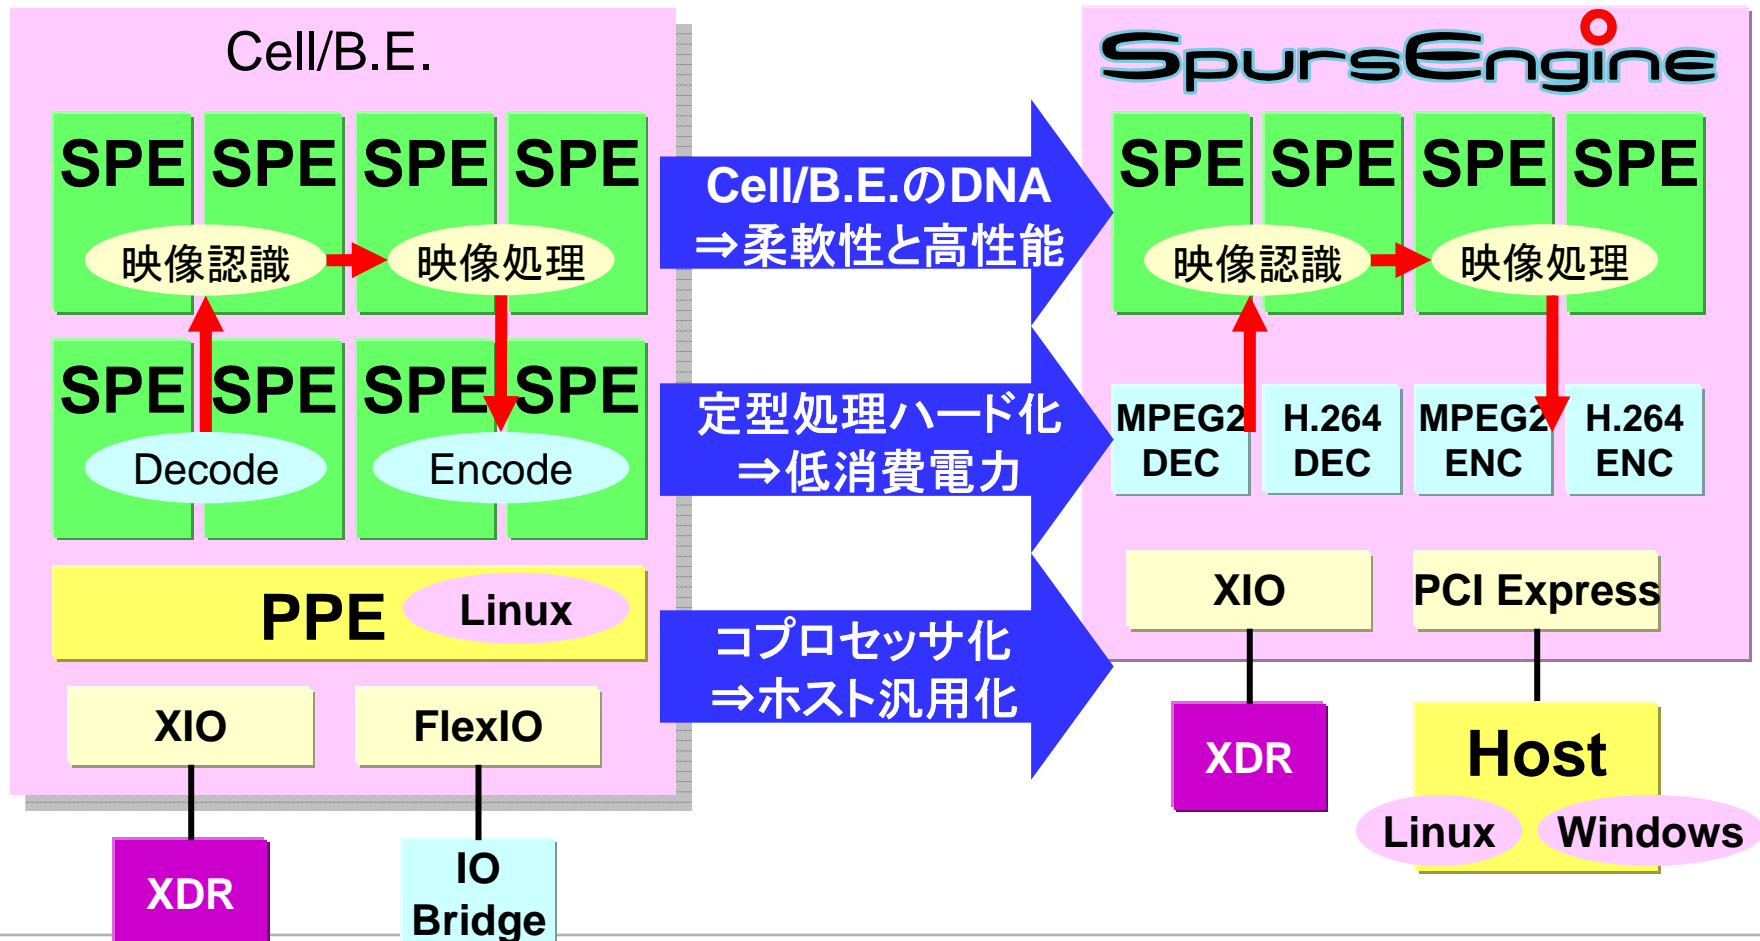 Cell/B.E.
SPE SPE SPE SPE
映像認識 映像処理
SPE SPE SPE SPE
Decode Encode
PPE Linux
XIO FlexIO
XDR
IO
Bridge
Cell/B.E.のDNA
⇒柔軟性と高性能
定型処理ハード化
⇒低消費電力
コプロセッサ化
⇒ホスト汎用化
SpursEngine
SPE SPE SPE SPE
映像認識 映像処理
MPEG2 H.264 MPEG2 H.264
DEC DEC ENC ENC
XIO PCI Express
XDR
Host
Linux Windows